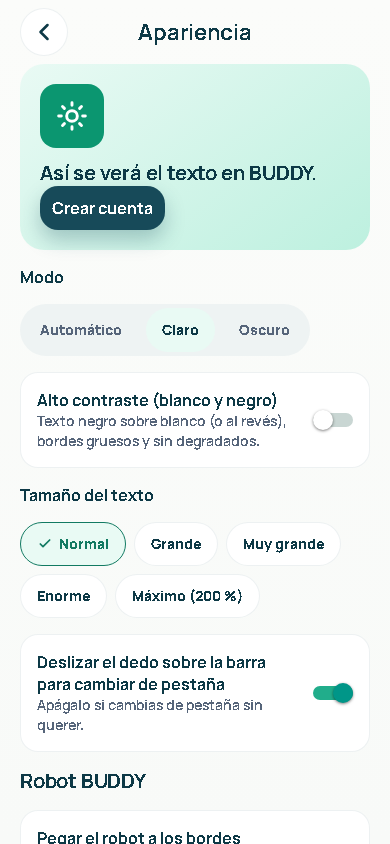 Apariencia
Así se verá el texto en BUDDY.
Crear cuenta
Modo
Automático
Claro
Oscuro
Alto contraste (blanco y negro)
Texto negro sobre blanco (o al revés),
bordes gruesos y sin degradados.
Tamaño del texto
Normal
Grande
Muy grande
Enorme
Máximo (200 %)
Deslizar el dedo sobre la barra
para cambiar de pestaña
Apágalo si cambias de pestaña sin
querer.
Robot BUDDY
Pegar el robot a los bordes